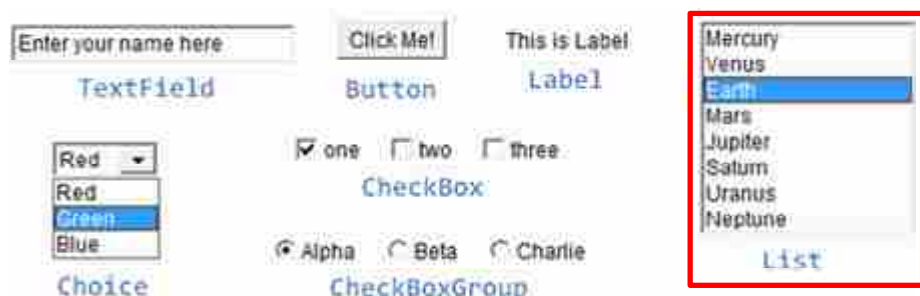 Enter your name here
TextField
Click Me!
Button
This is Label
Label
Red
Red
Green
Blue
Choice
one two three
CheckBox
Alpha Beta Charlie
CheckBoxGroup
Mercury
Venus
Earth
Mars
Jupiter
Saturn
Uranus
Neptune
List